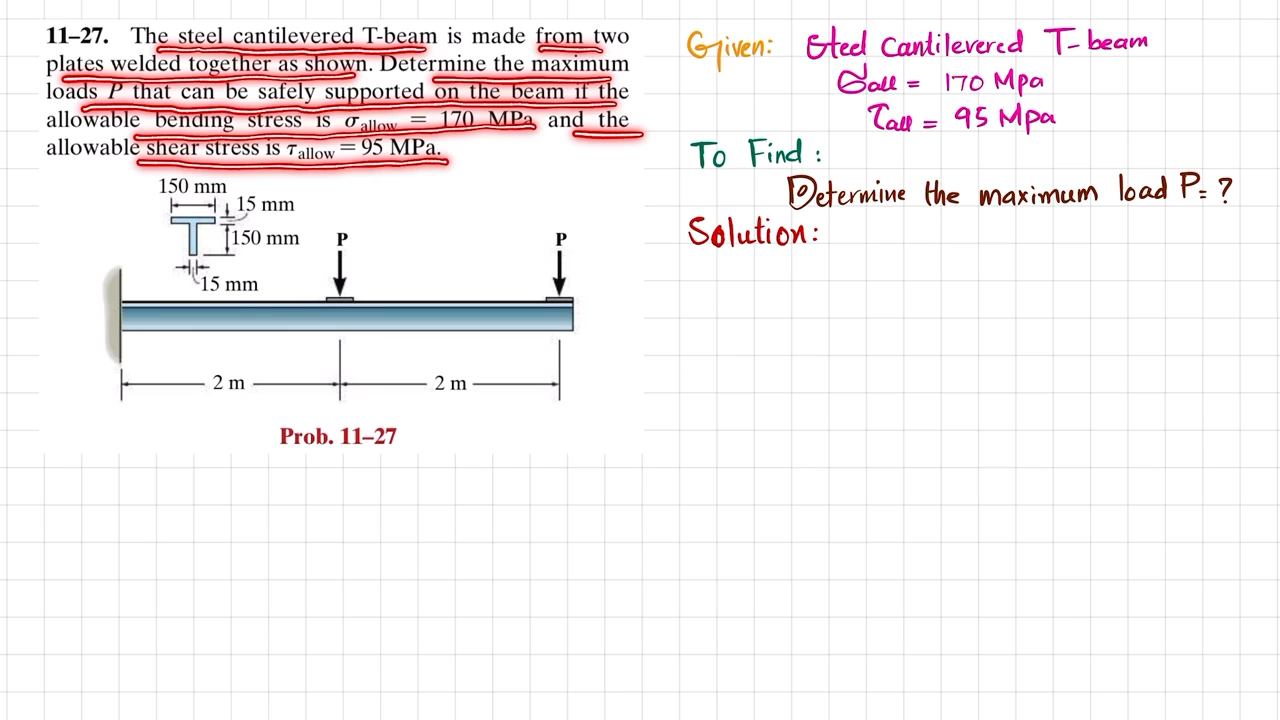 11–27. The steel cantilevered T-beam is made from two
plates welded together as shown. Determine the maximum
loads P that can be safely supported on the beam if the
allowable bending stress is σallow = 170 MPa and the
allowable shear stress is τallow = 95 MPa.
150 mm
15 mm
150 mm
15 mm
P
P
2 m
2 m
Prob. 11–27
Given: Steel Cantilevered T-beam
σall = 170 Mpa
τall = 95 Mpa
To Find:
Determine the maximum load P=?
Solution: